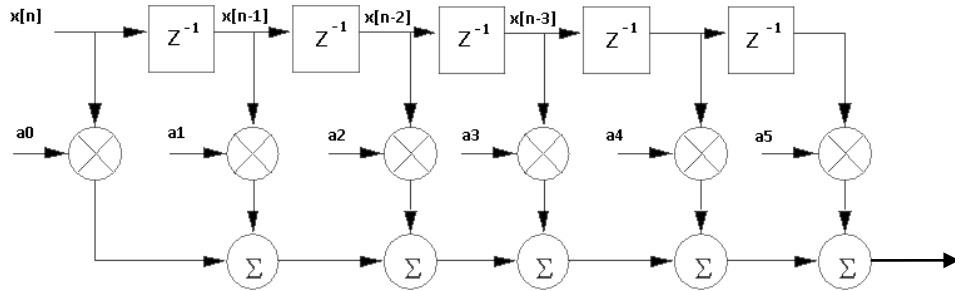 x[n] Z⁻¹ x[n-1] Z⁻¹ x[n-2] Z⁻¹ x[n-3] Z⁻¹ Z⁻¹
a0 a1 a2 a3 a4 a5
Σ Σ Σ Σ Σ